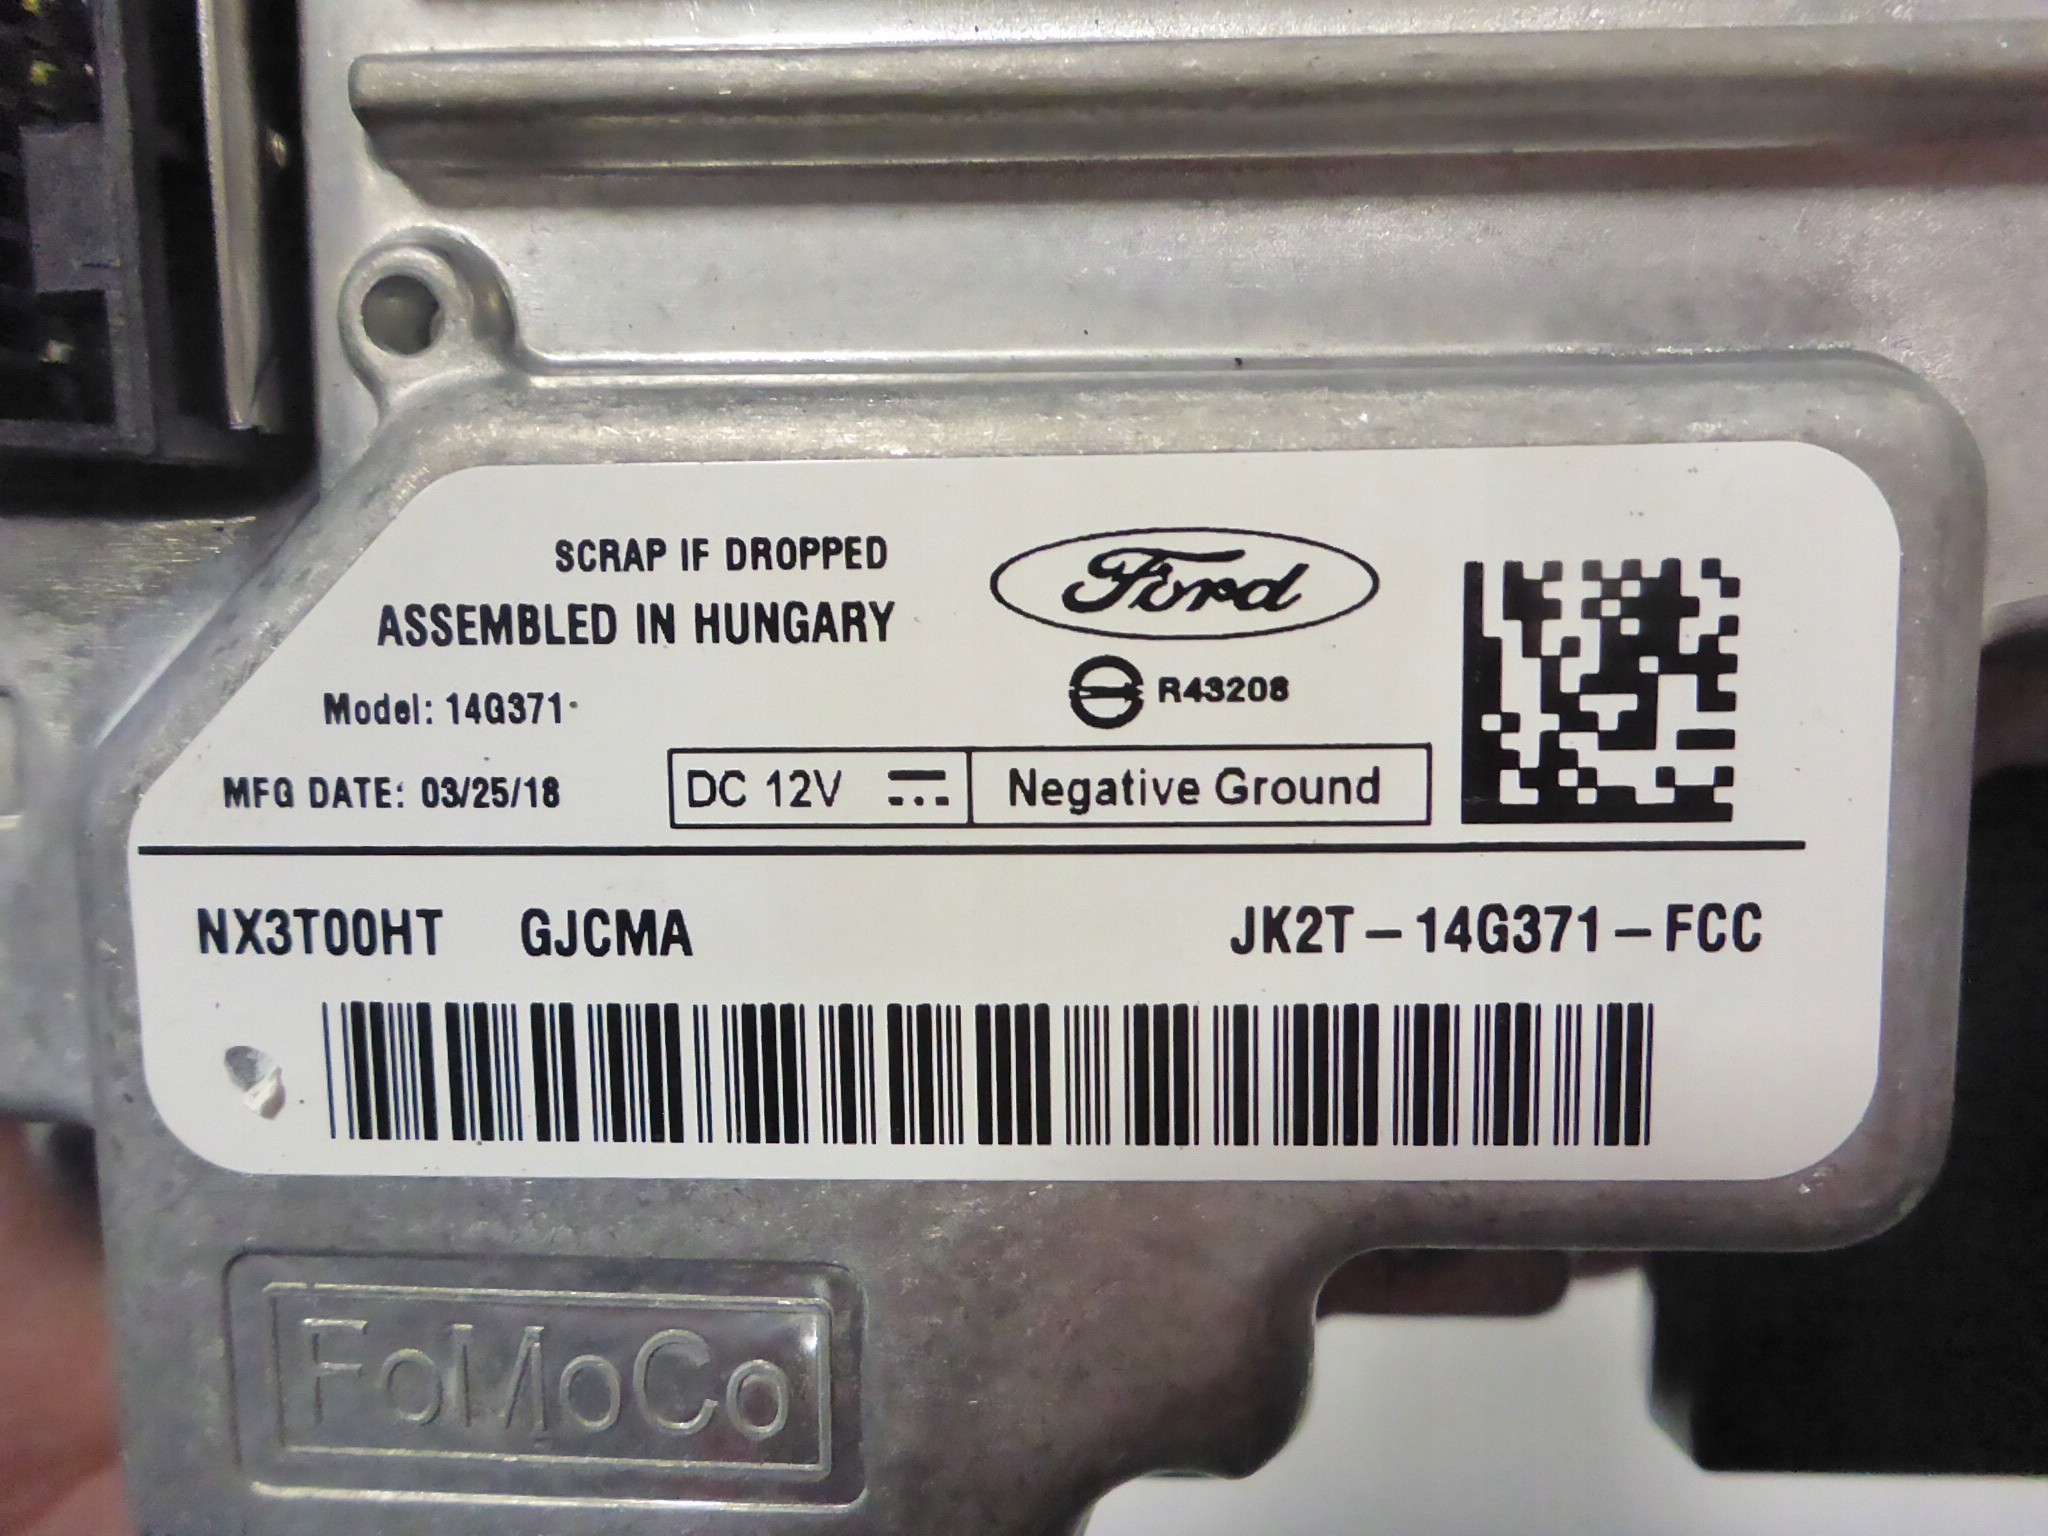 SCRAP IF DROPPED
ASSEMBLED IN HUNGARY
Ford
Model: 14G371
R43208
MFG DATE: 03/25/18
DC 12V
Negative Ground
NX3T00HT GJCMA JK2T-14G371-FCC
FoMoCo